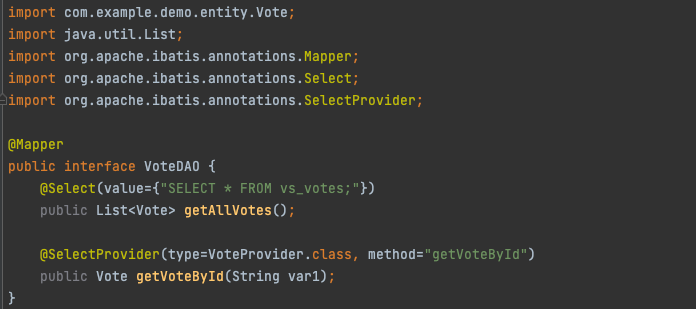 import com.example.demo.entity.Vote;
import java.util.List;
import org.apache.ibatis.annotations.Mapper;
import org.apache.ibatis.annotations.Select;
import org.apache.ibatis.annotations.SelectProvider;

@Mapper
public interface VoteDAO {
    @Select(value={"SELECT * FROM vs_votes;"})
    public List<Vote> getAllVotes();

    @SelectProvider(type=VoteProvider.class, method="getVoteById")
    public Vote getVoteById(String var1);
}